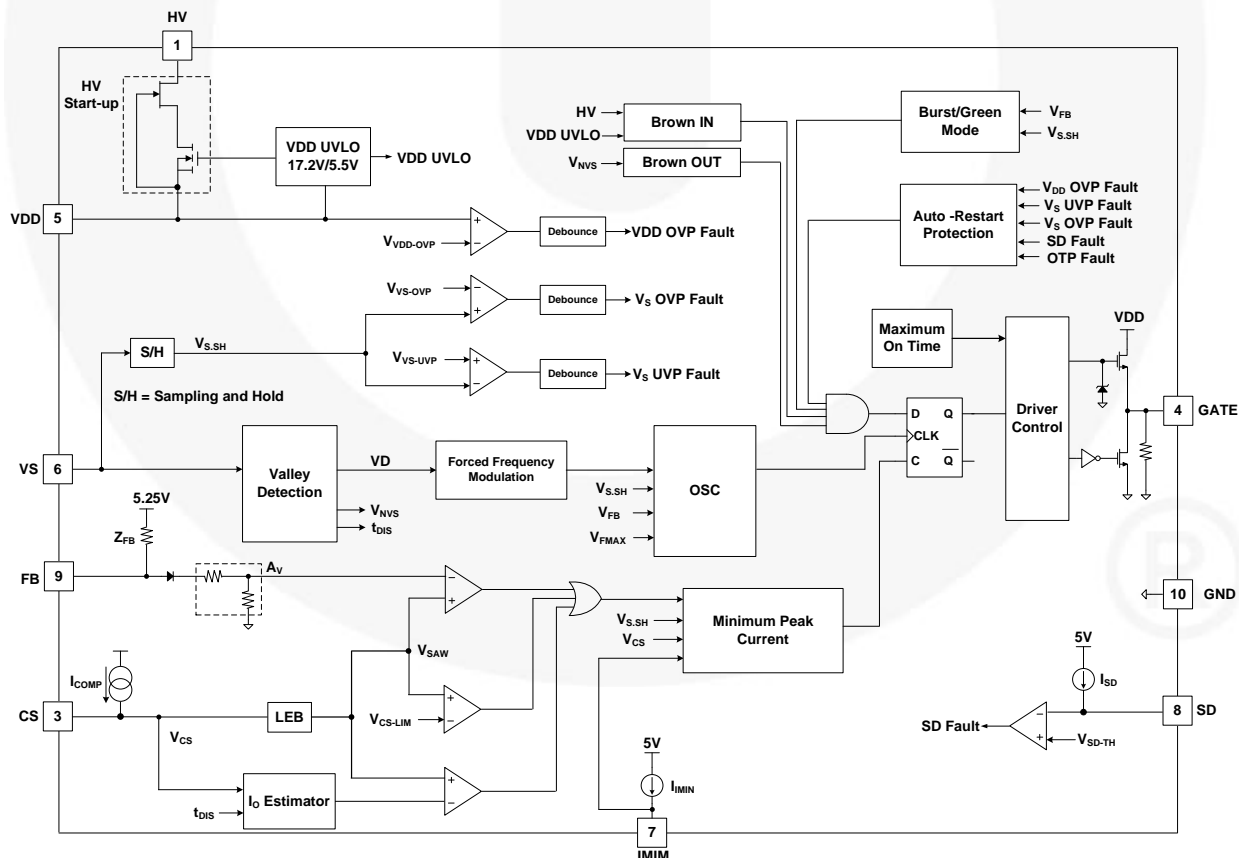 HV
1
HV
Start-up
VDD UVLO
17.2V/5.5V
VDD UVLO
HV
VDD UVLO
Brown IN
VNVS
Brown OUT
Burst/Green
Mode
VFB
VS.SH
VDD
5
VVDD-OVP
+
−
Debounce
VDD OVP Fault
Auto -Restart
Protection
VDD OVP Fault
VS UVP Fault
VS OVP Fault
SD Fault
OTP Fault
VVS-OVP
−
+
Debounce
VS OVP Fault
S/H
VS.SH
VVS-UVP
+
−
Debounce
VS UVP Fault
S/H = Sampling and Hold
Maximum
On Time
VDD
Driver
Control
4
GATE
D
Q
CLK
C
Q
VS
6
Valley
Detection
VD
VNVS
tDIS
Forced Frequency
Modulation
VS.SH
VFB
VFMAX
OSC
5.25V
ZFB
FB
9
AV
−
+
VSAW
10
GND
®
VS.SH
VCS
Minimum Peak
Current
ICOMP
CS
3
VCS
LEB
VCS-LIM
+
−
5V
ISD
8
SD
SD Fault
−
+
VSD-TH
tDIS
IO Estimator
+
−
5V
IIMIN
7
IMIM